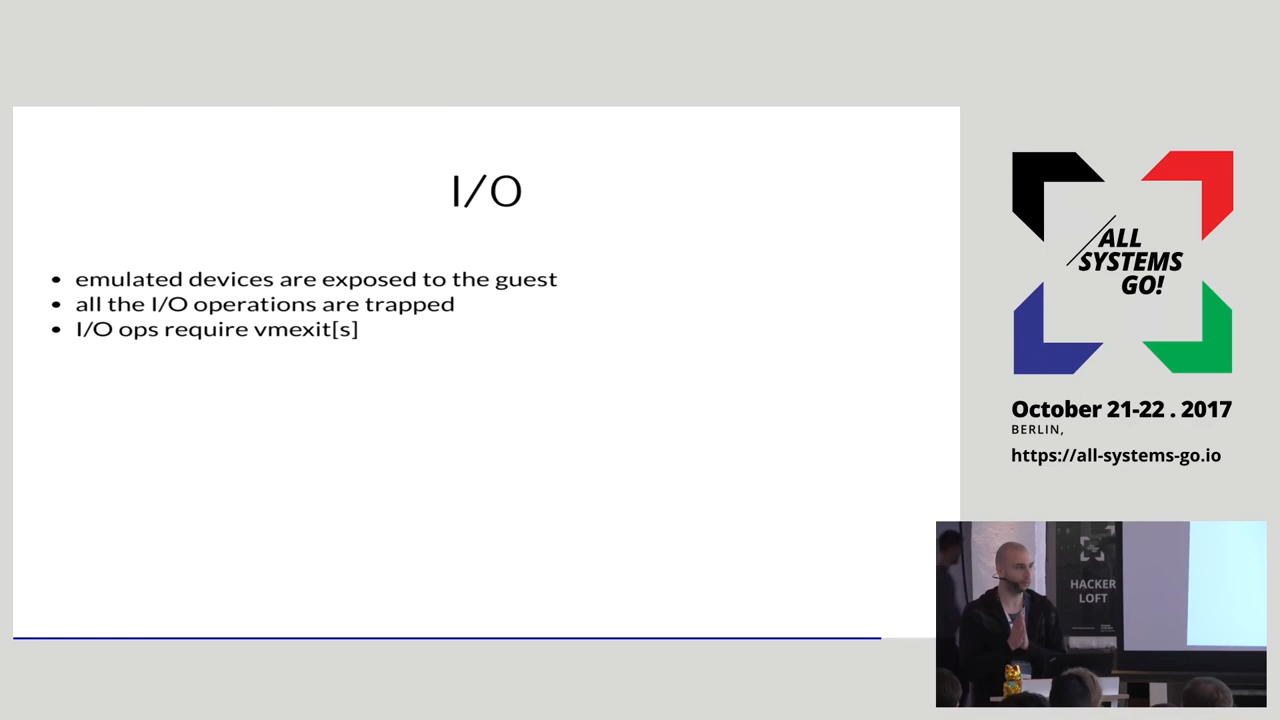 I/O
• emulated devices are exposed to the guest
• all the I/O operations are trapped
• I/O ops require vmexit[s]
/ALL
SYSTEMS
GO!
October 21-22 . 2017
BERLIN,
https://all-systems-go.io
HACKER
LOFT